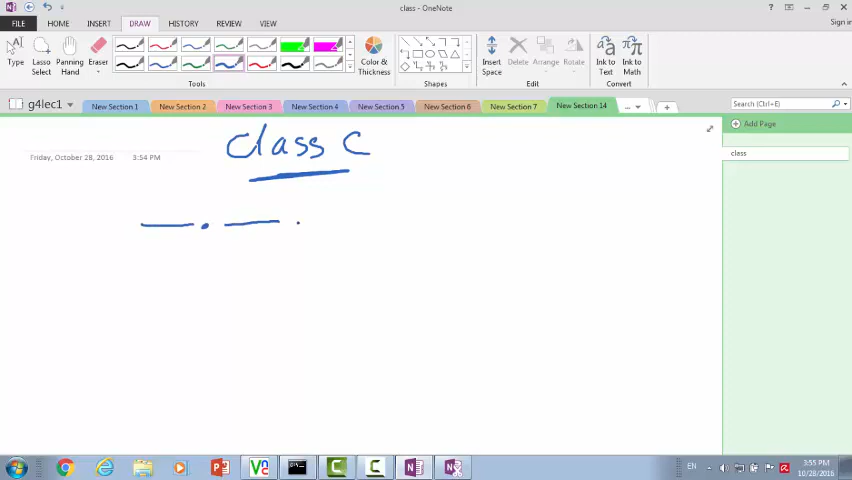 class - OneNote
?
FILE HOME INSERT DRAW HISTORY REVIEW VIEW
Sign in
Type Lasso Select Panning Hand Eraser Color & Thickness Insert Space Delete Arrange Rotate Ink to Text Ink to Math
Tools Shapes Edit Convert
g4lec1 New Section 1 New Section 2 New Section 3 New Section 4 New Section 5 New Section 6 New Section 7 New Section 14 ... Search (Ctrl+E)
Add Page
class
class C
Friday, October 28, 2016 3:54 PM
EN 3:55 PM
10/28/2016